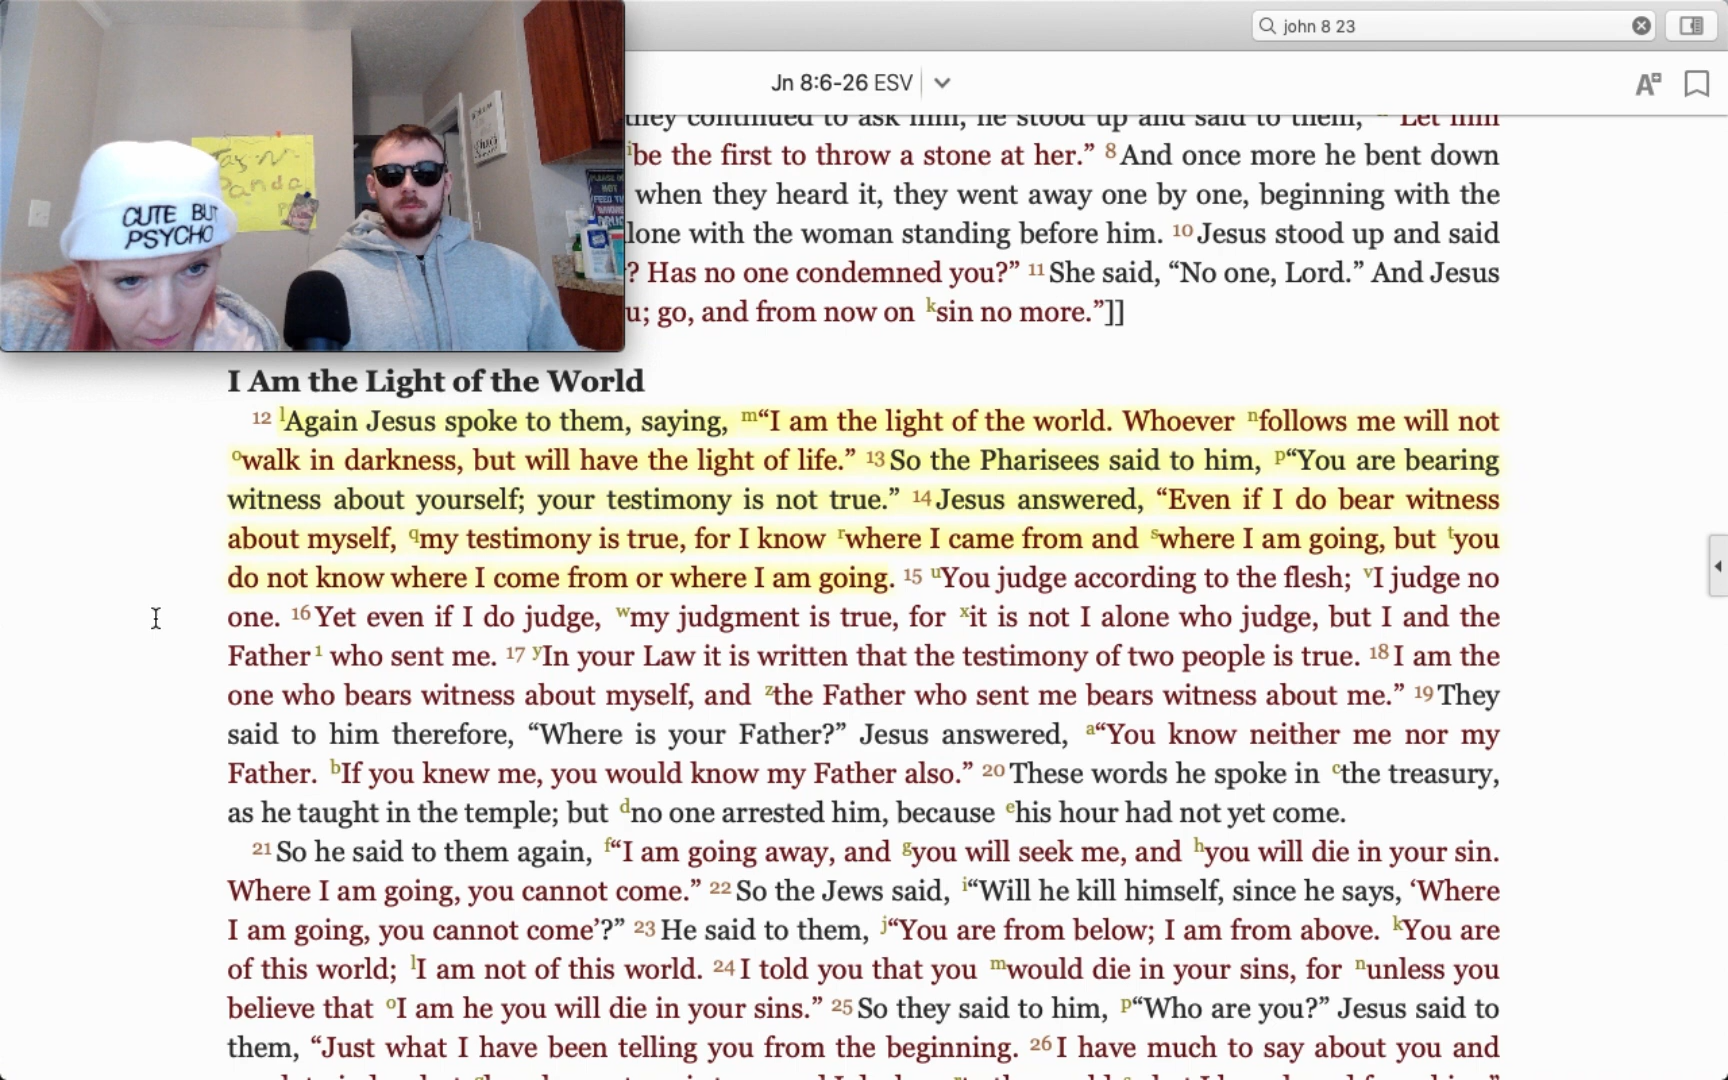 john 8 23
Jn 8:6-26 ESV
CUTE BUT
PSYCHO
Tay-N-
Panda
they continued to ask him, he stood up and said to them, “Let him
i be the first to throw a stone at her.” 8 And once more he bent down
when they heard it, they went away one by one, beginning with the
lone with the woman standing before him. 10 Jesus stood up and said
? Has no one condemned you?” 11 She said, “No one, Lord.” And Jesus
u; go, and from now on k sin no more.”]]
I Am the Light of the World
12 l Again Jesus spoke to them, saying, m “I am the light of the world. Whoever n follows me will not
o walk in darkness, but will have the light of life.” 13 So the Pharisees said to him, p “You are bearing
witness about yourself; your testimony is not true.” 14 Jesus answered, “Even if I do bear witness
about myself, q my testimony is true, for I know r where I came from and s where I am going, but t you
do not know where I come from or where I am going. 15 u You judge according to the flesh; v I judge no
one. 16 Yet even if I do judge, w my judgment is true, for x it is not I alone who judge, but I and the
Father 1 who sent me. 17 y In your Law it is written that the testimony of two people is true. 18 I am the
one who bears witness about myself, and z the Father who sent me bears witness about me.” 19 They
said to him therefore, “Where is your Father?” Jesus answered, a “You know neither me nor my
Father. b If you knew me, you would know my Father also.” 20 These words he spoke in c the treasury,
as he taught in the temple; but d no one arrested him, because e his hour had not yet come.
21 So he said to them again, f “I am going away, and g you will seek me, and h you will die in your sin.
Where I am going, you cannot come.” 22 So the Jews said, i “Will he kill himself, since he says, ‘Where
I am going, you cannot come’?” 23 He said to them, j “You are from below; I am from above. k You are
of this world; l I am not of this world. 24 I told you that you m would die in your sins, for n unless you
believe that o I am he you will die in your sins.” 25 So they said to him, p “Who are you?” Jesus said to
them, “Just what I have been telling you from the beginning. 26 I have much to say about you and